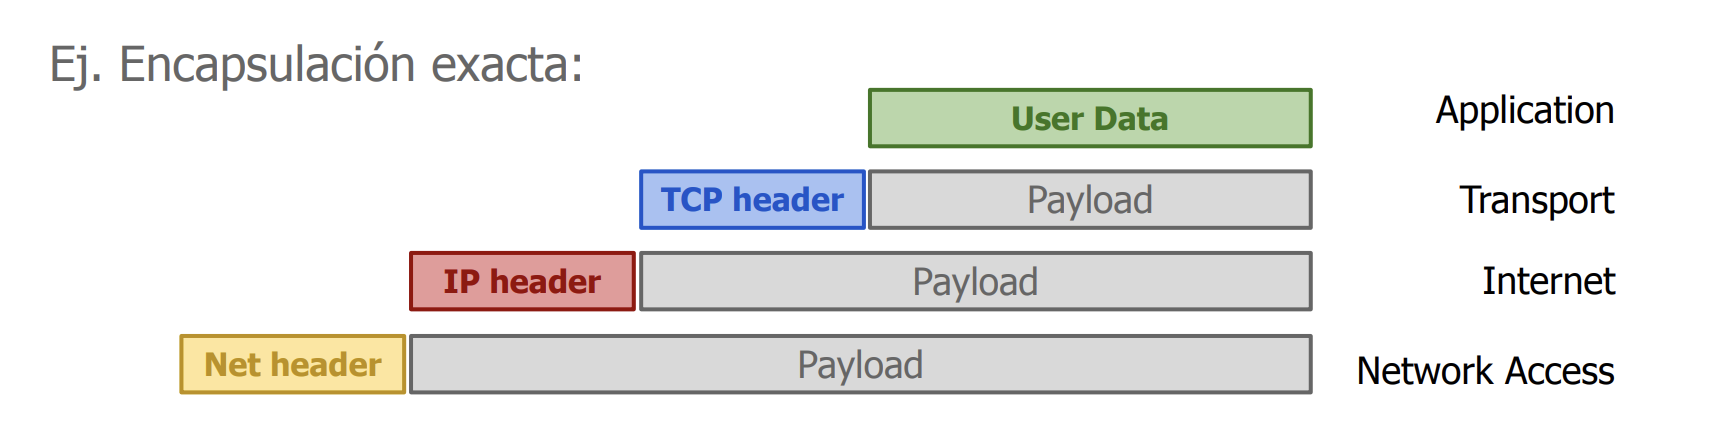 Ej. Encapsulación exacta:
User Data
Application
TCP header
Payload
Transport
IP header
Payload
Internet
Net header
Payload
Network Access